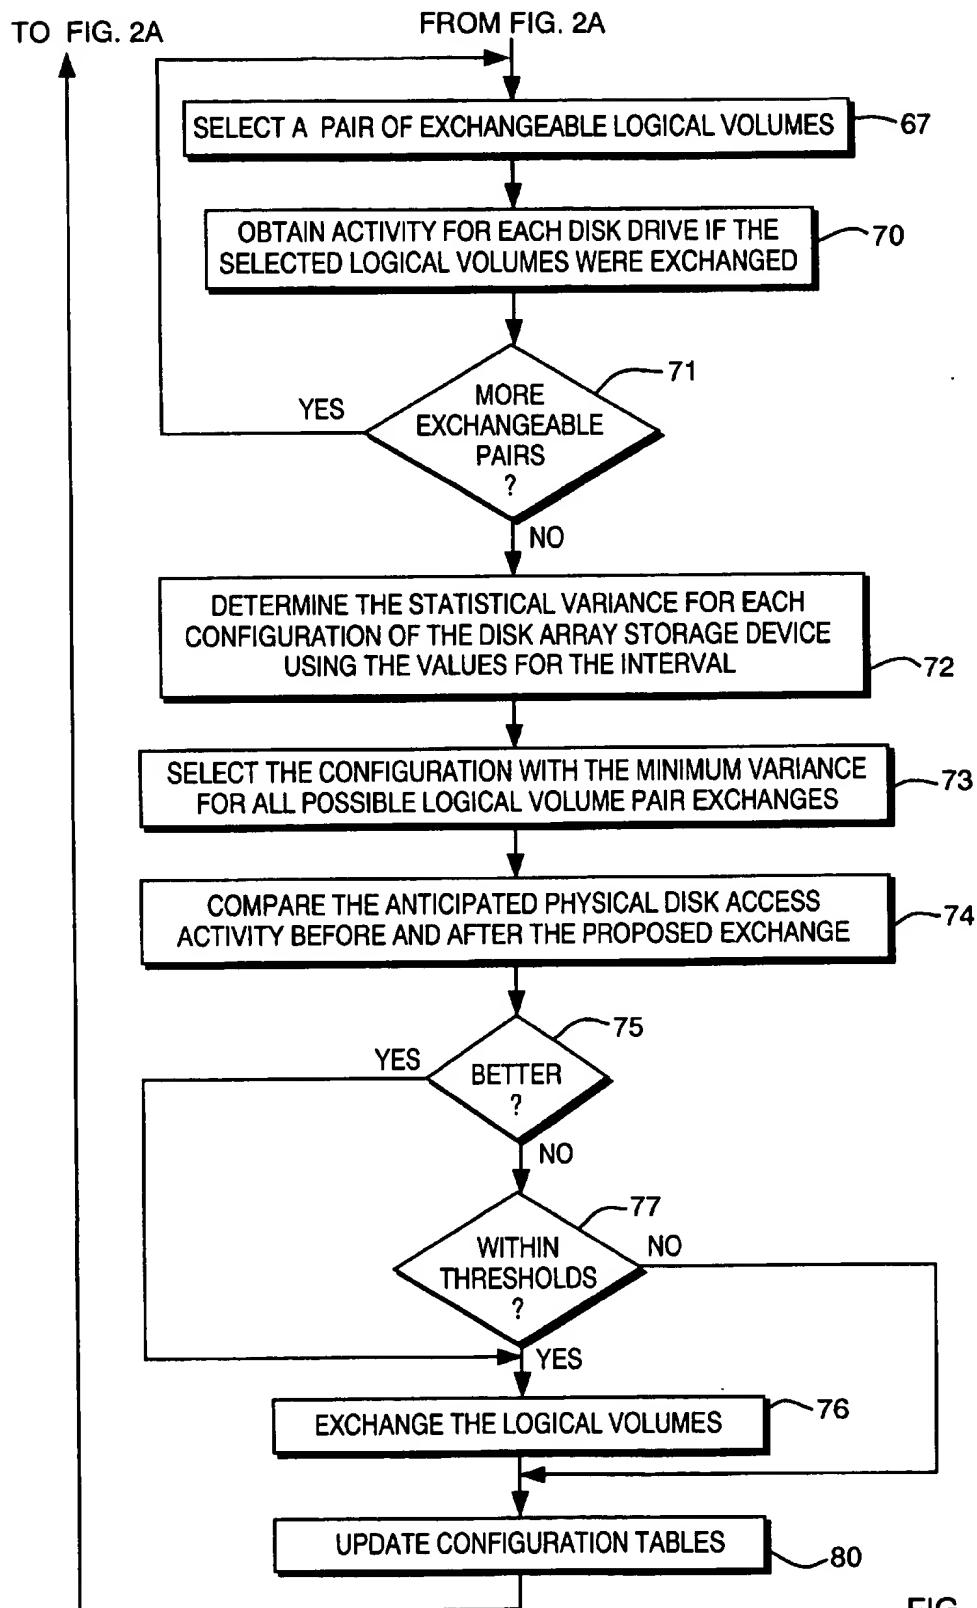 TO FIG. 2A
FROM FIG. 2A
SELECT A PAIR OF EXCHANGEABLE LOGICAL VOLUMES
67
OBTAIN ACTIVITY FOR EACH DISK DRIVE IF THE
SELECTED LOGICAL VOLUMES WERE EXCHANGED
70
71
MORE
EXCHANGEABLE
PAIRS
?
YES
NO
DETERMINE THE STATISTICAL VARIANCE FOR EACH
CONFIGURATION OF THE DISK ARRAY STORAGE DEVICE
USING THE VALUES FOR THE INTERVAL
72
SELECT THE CONFIGURATION WITH THE MINIMUM VARIANCE
FOR ALL POSSIBLE LOGICAL VOLUME PAIR EXCHANGES
73
COMPARE THE ANTICIPATED PHYSICAL DISK ACCESS
ACTIVITY BEFORE AND AFTER THE PROPOSED EXCHANGE
74
75
YES
BETTER
?
NO
77
WITHIN
THRESHOLDS
?
NO
YES
EXCHANGE THE LOGICAL VOLUMES
76
UPDATE CONFIGURATION TABLES
80